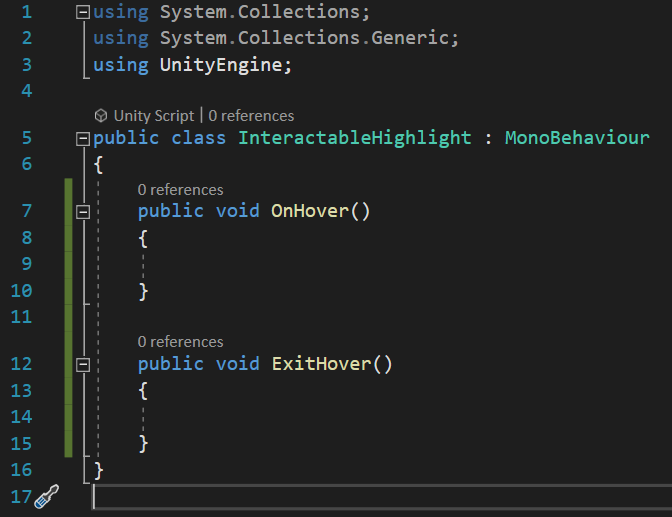 1 using System.Collections;
2 using System.Collections.Generic;
3 using UnityEngine;
4
Unity Script | 0 references
5 public class InteractableHighlight : MonoBehaviour
6 {
0 references
7 public void OnHover()
8 {
9
10 }
11
0 references
12 public void ExitHover()
13 {
14
15 }
16 }
17